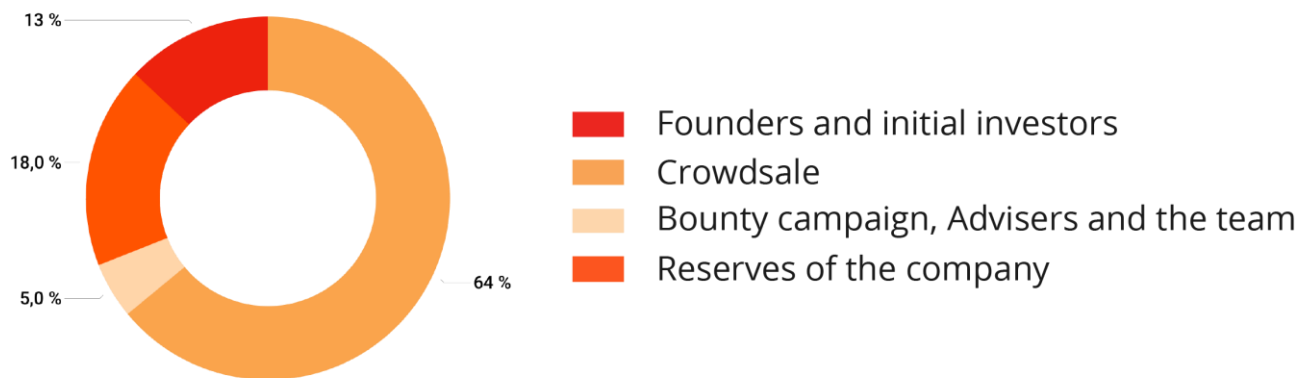 13 %
18,0 %
5,0 %
64 %
Founders and initial investors
Crowdsale
Bounty campaign, Advisers and the team
Reserves of the company